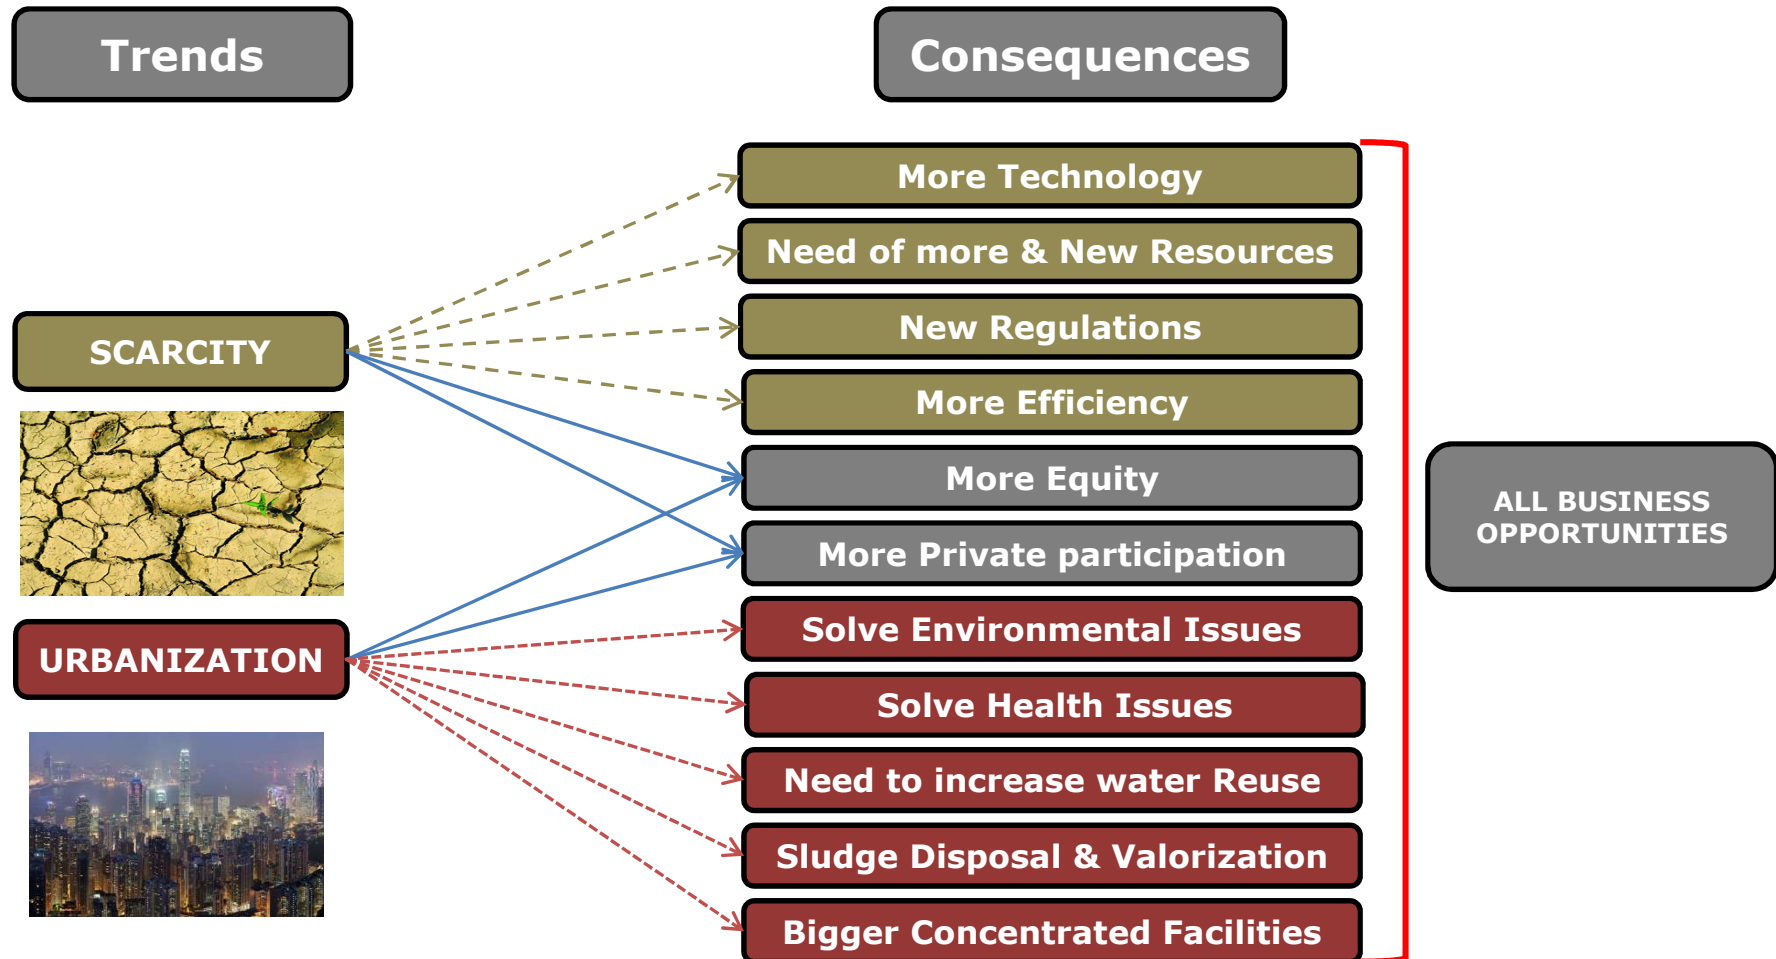 Trends
Consequences
More Technology
Need of more & New Resources
New Regulations
SCARCITY
More Efficiency
More Equity
ALL BUSINESS
OPPORTUNITIES
More Private participation
Solve Environmental Issues
URBANIZATION
Solve Health Issues
Need to increase water Reuse
Sludge Disposal & Valorization
Bigger Concentrated Facilities